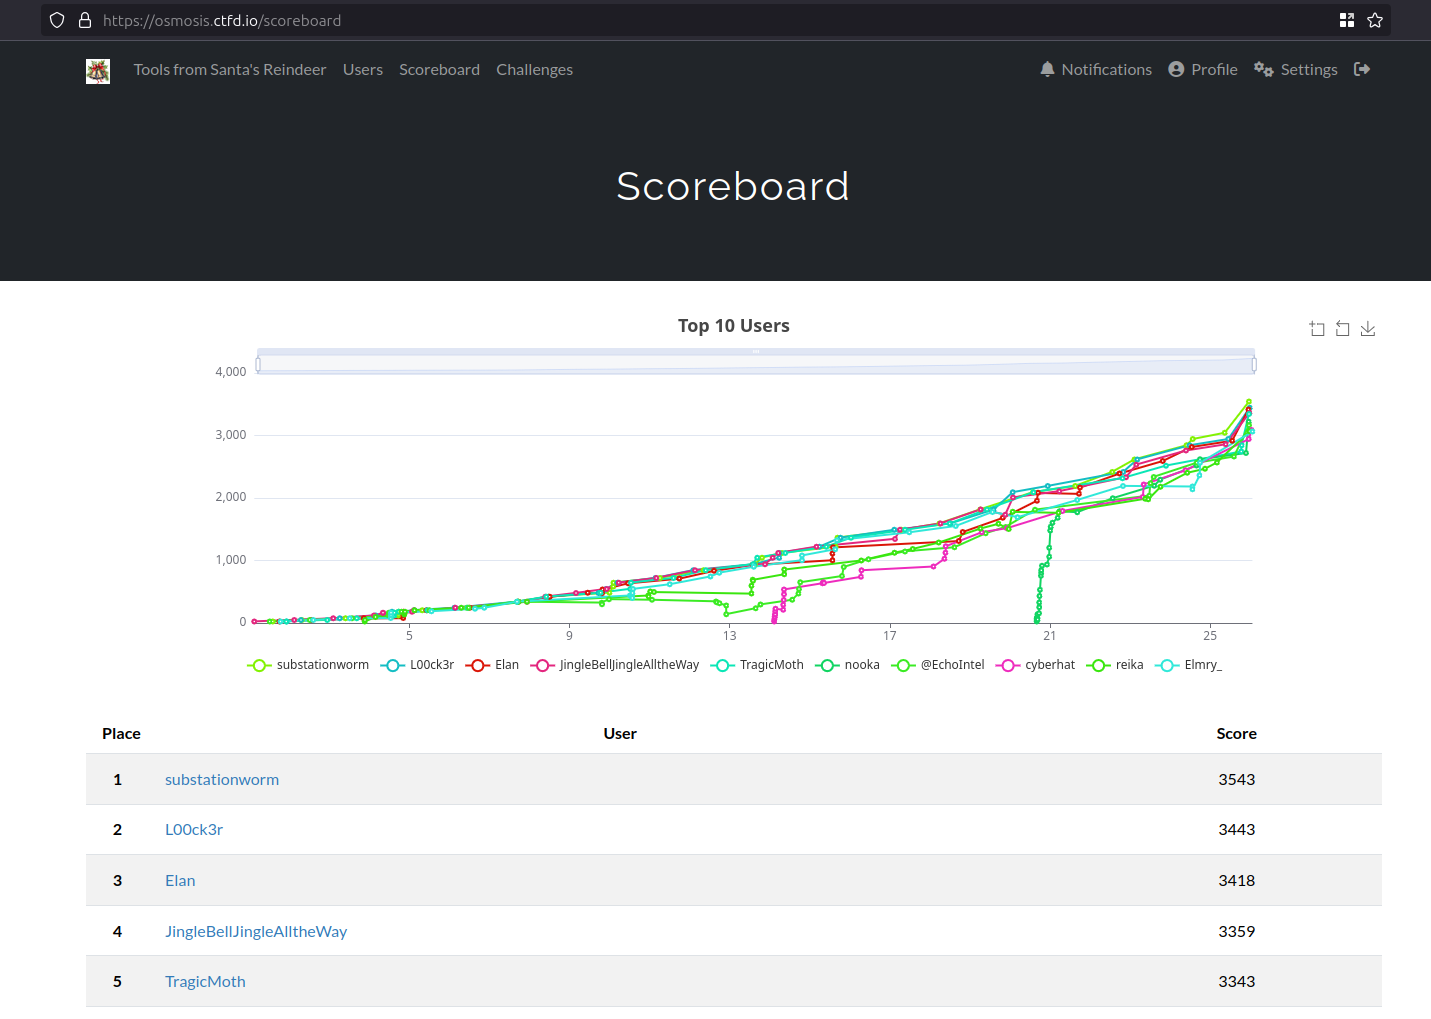 https://osmosis.ctfd.io/scoreboard
Tools from Santa's Reindeer Users Scoreboard Challenges Notifications Profile Settings
Scoreboard
Top 10 Users
4,000
3,000
2,000
1,000
0
5 9 13 17 21 25
substationworm L00ck3r Elan JingleBellJingleAlltheWay TragicMoth nooka @EchoIntel cyberhat reika Elmry_
Place User Score
1 substationworm 3543
2 L00ck3r 3443
3 Elan 3418
4 JingleBellJingleAlltheWay 3359
5 TragicMoth 3343